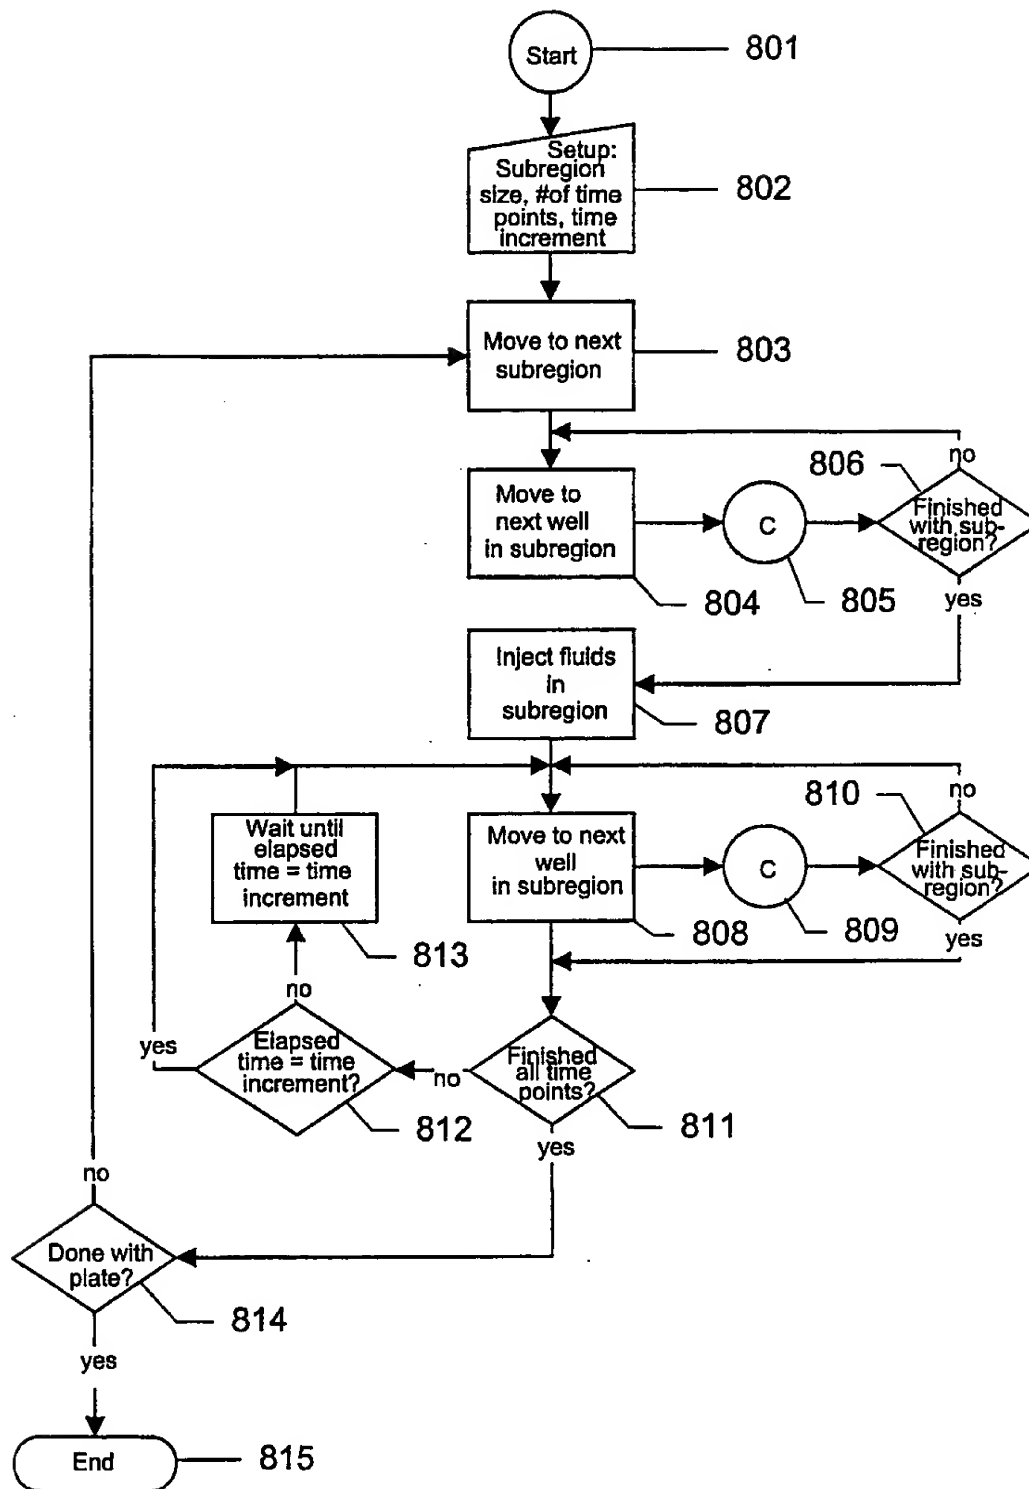 Start
801
Setup:
Subregion
size, #of time
points, time
increment
802
Move to next
subregion
803
no
806
Finished
with sub-
region?
Move to
next well
in subregion
C
804
805
yes
Inject fluids
in
subregion
807
no
810
Finished
with sub-
region?
Wait until
elapsed
time = time
increment
Move to next
well
in subregion
C
813
808
809
yes
no
yes
Elapsed
time = time
increment?
no
Finished
all time
points?
812
811
yes
no
Done with
plate?
814
yes
End
815